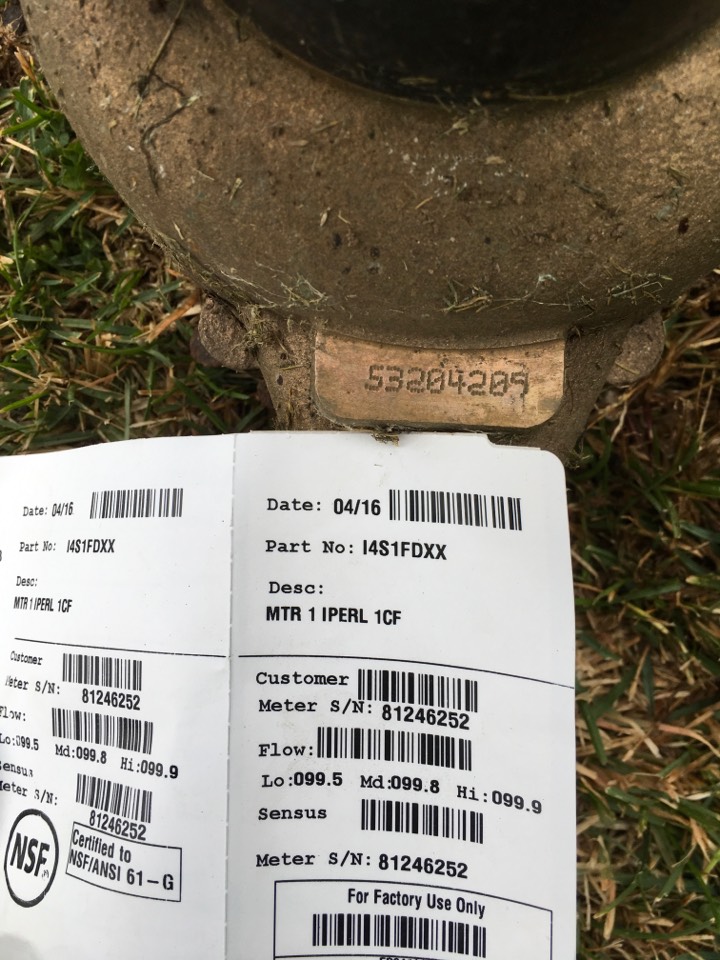 53204209
Date: 04/16
Part No: I4S1FDXX
Desc:
MTR 1 IPERL 1CF
Customer
Meter S/N: 81246252
Flow:
Lo:099.5 Md:099.8 Hi:099.9
Sensus
Meter S/N:
81246252
NSF
Certified to
NSF/ANSI 61-G
Date: 04/16
Part No: I4S1FDXX
Desc:
MTR 1 IPERL 1CF
Customer
Meter S/N: 81246252
Flow:
Lo:099.5 Md:099.8 Hi:099.9
Sensus
Meter S/N: 81246252
For Factory Use Only